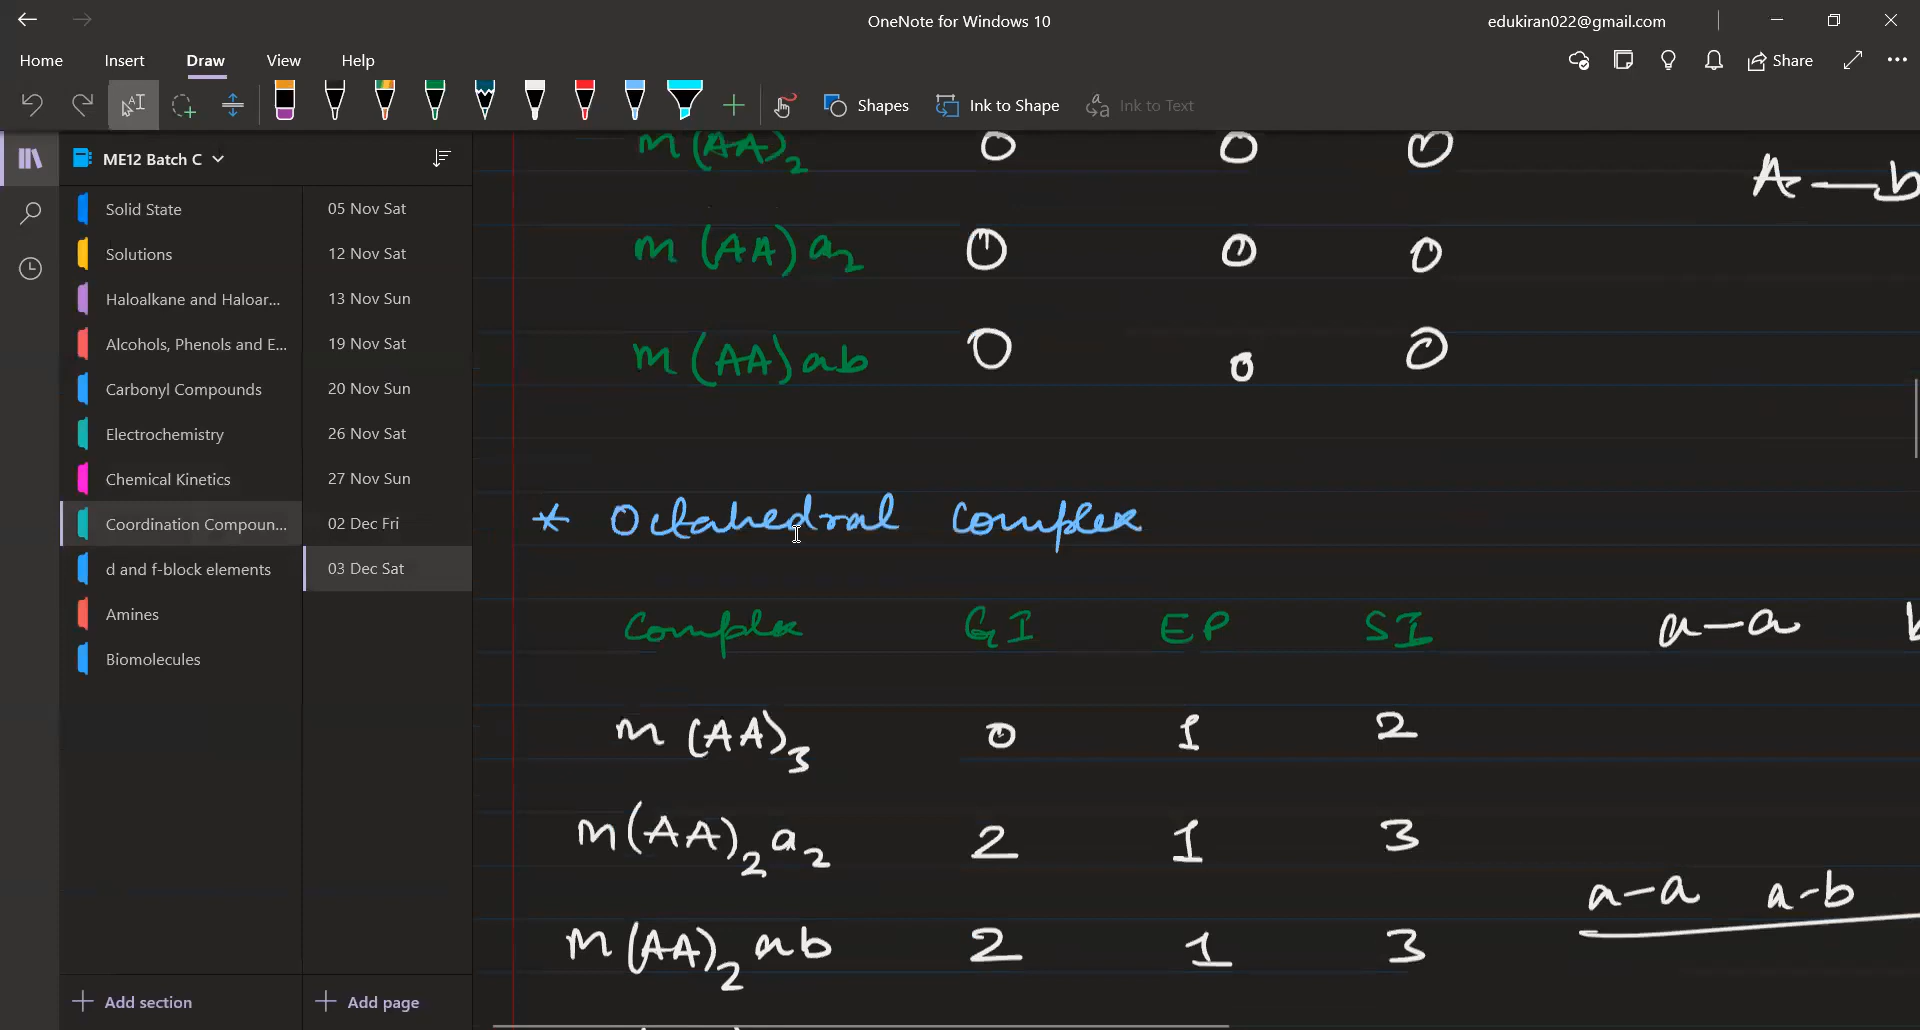 OneNote for Windows 10
edukiran022@gmail.com
Home Insert Draw View Help
Share
Shapes Ink to Shape Ink to Text
ME12 Batch C
Solid State
Solutions
Haloalkane and Haloar...
Alcohols, Phenols and E...
Carbonyl Compounds
Electrochemistry
Chemical Kinetics
Coordination Compoun...
d and f-block elements
Amines
Biomolecules
Add section
05 Nov Sat
12 Nov Sat
13 Nov Sun
19 Nov Sat
20 Nov Sun
26 Nov Sat
27 Nov Sun
02 Dec Fri
03 Dec Sat
Add page
m (AA)2 0 0 0
A — b
m (AA) a2 0 0 0
m (AA) ab 0 0 0
* Octahedral Complex
Complex GI EP SI
a-a
m (AA)3 0 1 2
m (AA)2 a2 2 1 3
a-a a-b
m (AA)2 ab 2 1 3